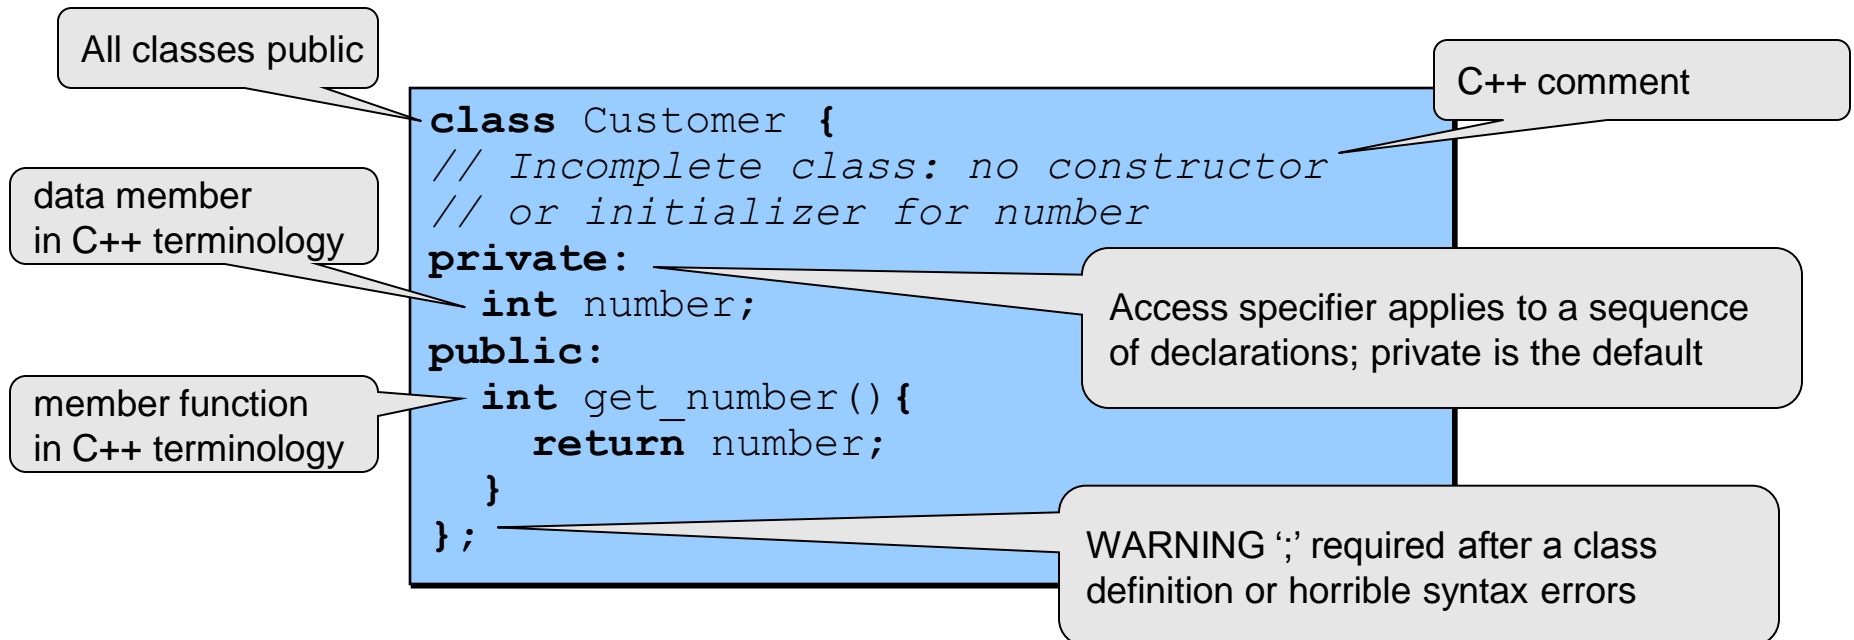 All classes public
C++ comment
class Customer {
// Incomplete class: no constructor
// or initializer for number
private:
int number;
public:
int get_number(){
return number;
}
};
data member
in C++ terminology
member function
in C++ terminology
Access specifier applies to a sequence
of declarations; private is the default
WARNING ‘;’ required after a class
definition or horrible syntax errors